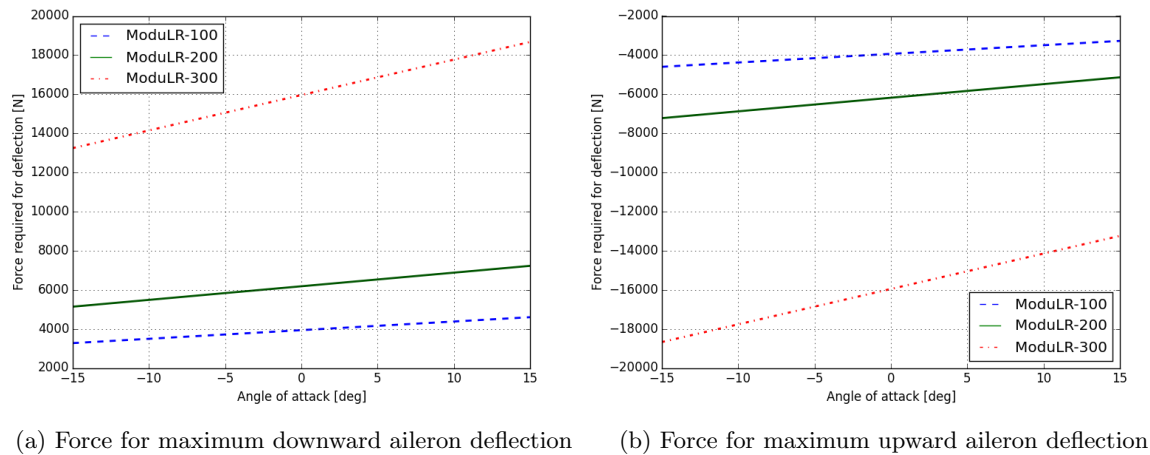 20000
18000
16000
14000
12000
10000
8000
6000
4000
2000
Force required for deflection [N]
ModuLR-100
ModuLR-200
ModuLR-300
−15 −10 −5 0 5 10 15
Angle of attack [deg]
(a) Force for maximum downward aileron deflection
−2000
−4000
−6000
−8000
−10000
−12000
−14000
−16000
−18000
−20000
Force required for deflection [N]
ModuLR-100
ModuLR-200
ModuLR-300
−15 −10 −5 0 5 10 15
Angle of attack [deg]
(b) Force for maximum upward aileron deflection